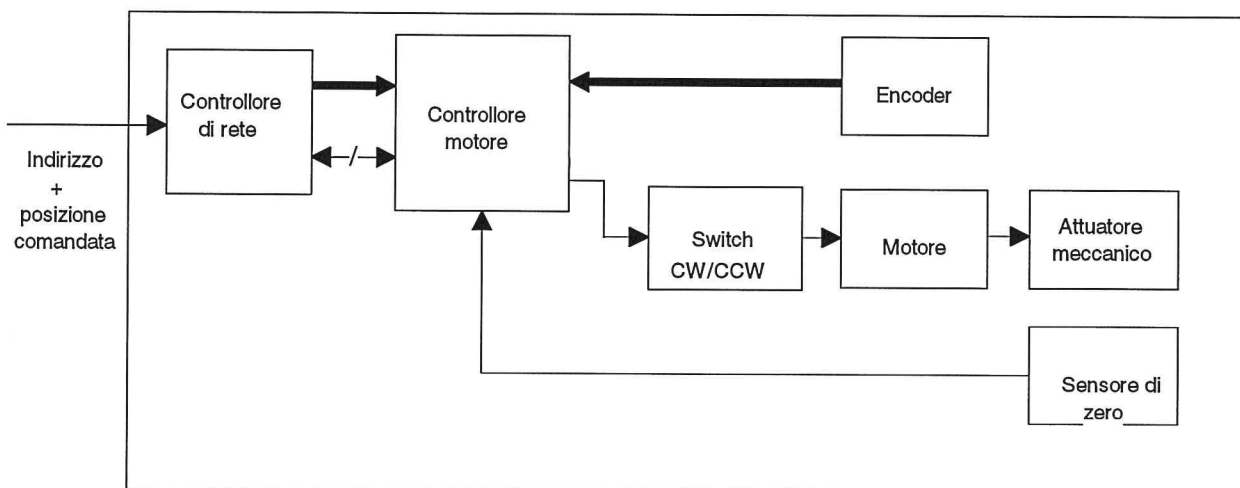 Controllore
di rete
Controllore
motore
Encoder
Indirizzo
+
posizione
comandata
Switch
CW/CCW
Motore
Attuatore
meccanico
Sensore di
zero